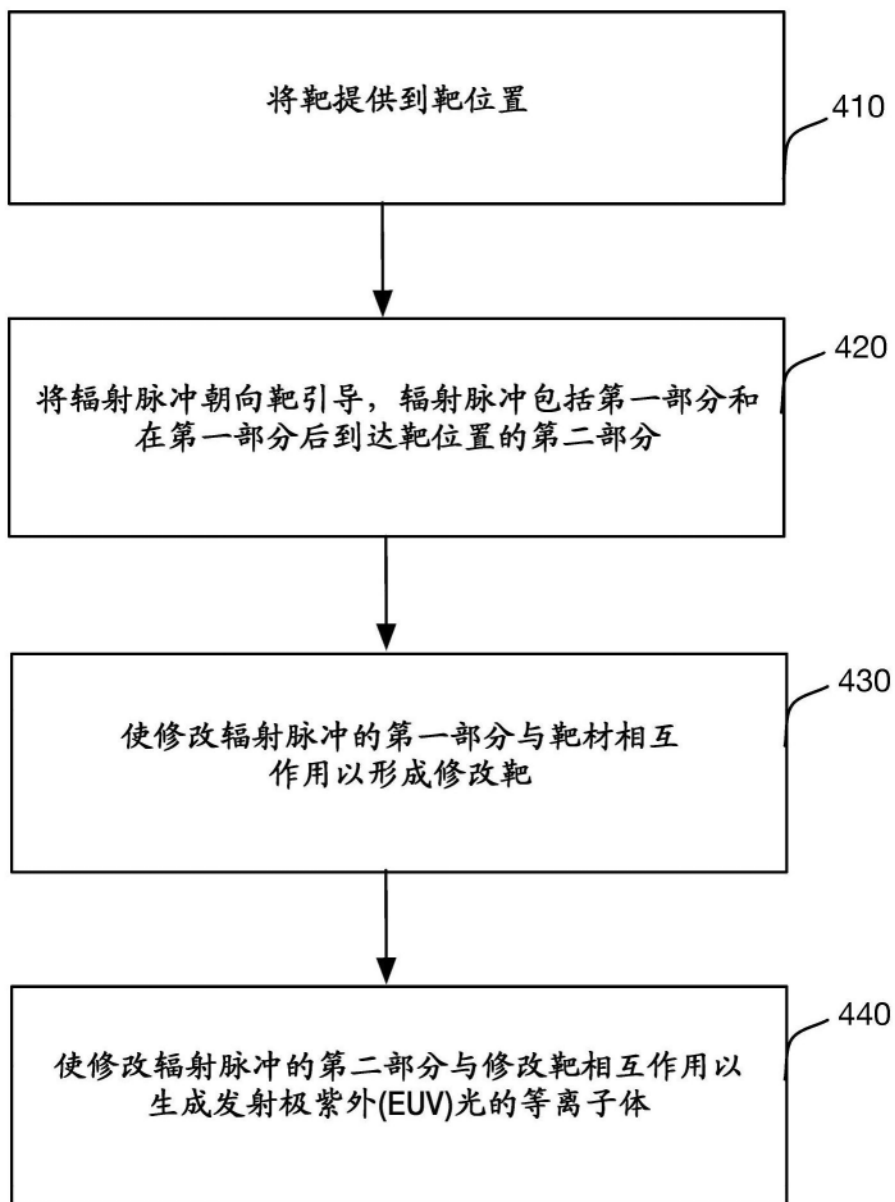 将靶提供到靶位置
410
将辐射脉冲朝向靶引导，辐射脉冲包括第一部分和
在第一部分后到达靶位置的第二部分
420
使修改辐射脉冲的第一部分与靶材相互
作用以形成修改靶
430
使修改辐射脉冲的第二部分与修改靶相互作用以
生成发射极紫外(EUV)光的等离子体
440